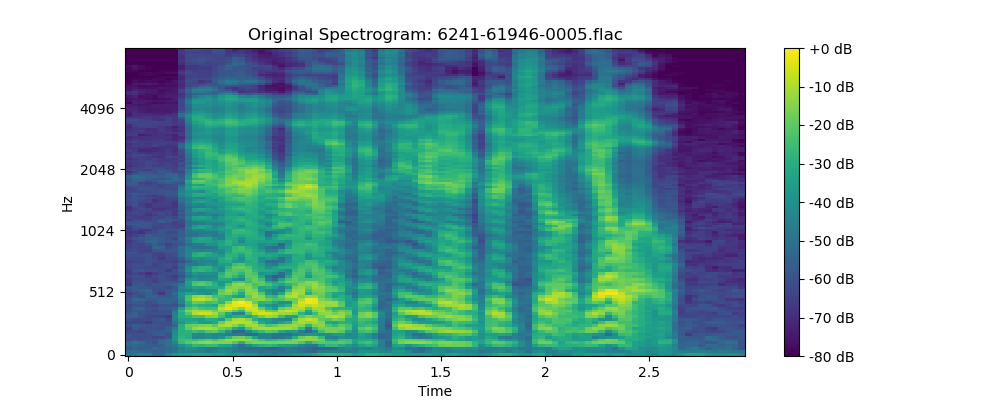 Original Spectrogram: 6241-61946-0005.flac
Hz
4096
2048
1024
512
0
0 0.5 1 1.5 2 2.5
Time
+0 dB
-10 dB
-20 dB
-30 dB
-40 dB
-50 dB
-60 dB
-70 dB
-80 dB